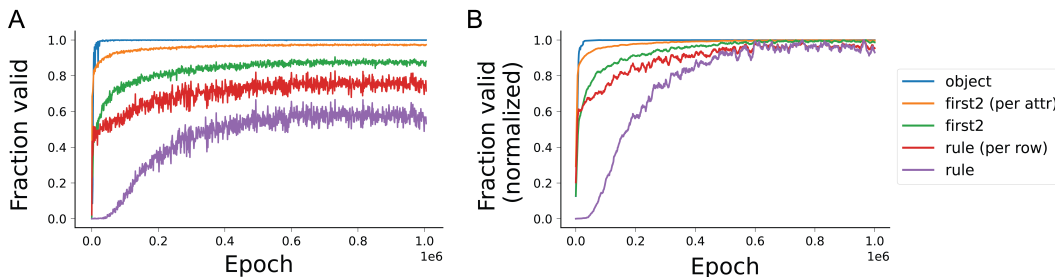 A
Fraction valid
1.0
0.8
0.6
0.4
0.2
0.0
0.0 0.2 0.4 0.6 0.8 1.0
1e6
Epoch
B
Fraction valid
(normalized)
1.0
0.8
0.6
0.4
0.2
0.0
0.0 0.2 0.4 0.6 0.8 1.0
1e6
Epoch
object
first2 (per attr)
first2
rule (per row)
rule